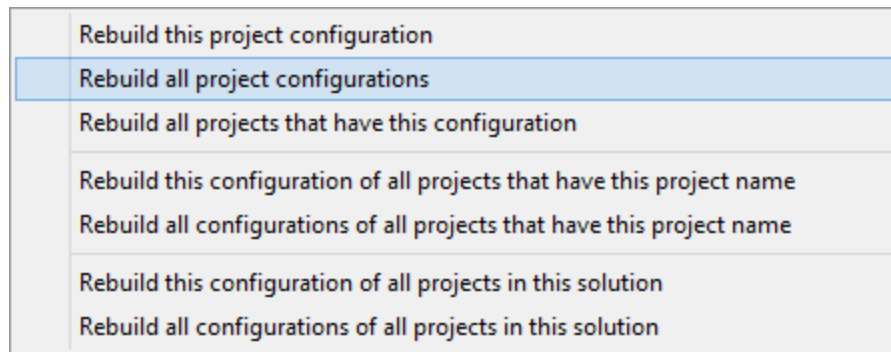 Rebuild this project configuration
Rebuild all project configurations
Rebuild all projects that have this configuration
Rebuild this configuration of all projects that have this project name
Rebuild all configurations of all projects that have this project name
Rebuild this configuration of all projects in this solution
Rebuild all configurations of all projects in this solution